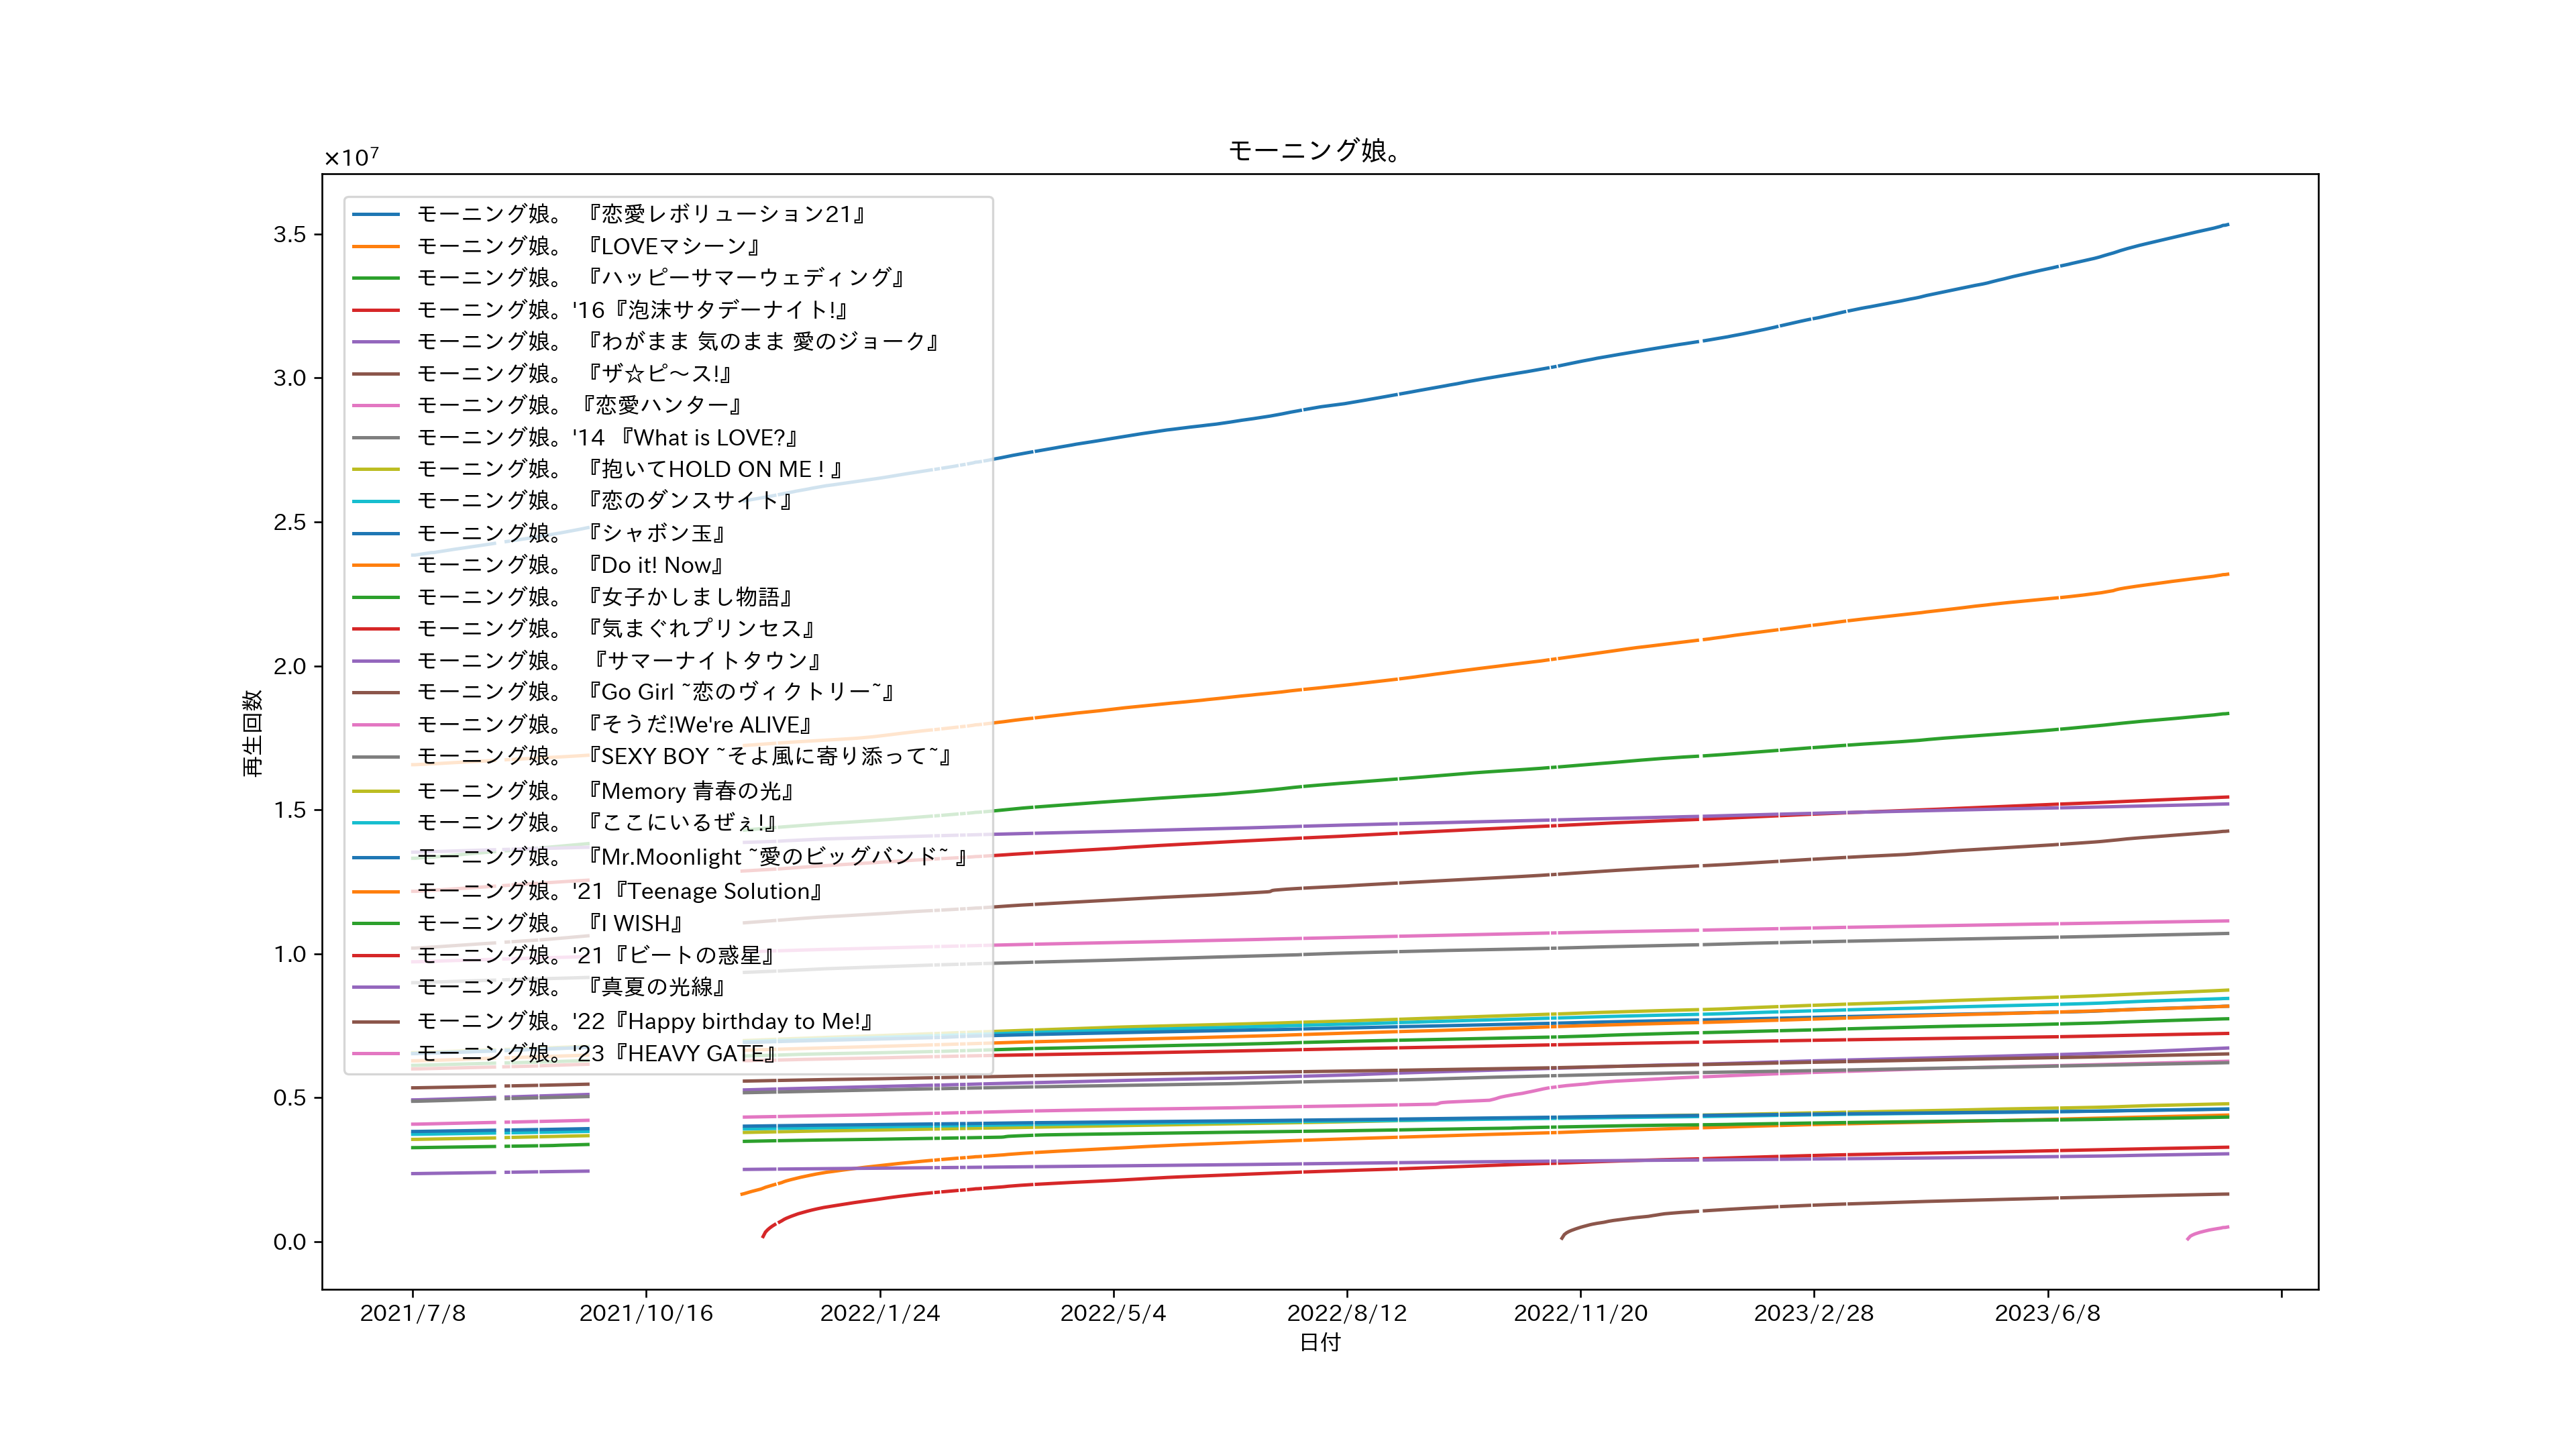 モーニング娘。
×10⁷
モーニング娘。 『恋愛レボリューション21』
モーニング娘。 『LOVEマシーン』
モーニング娘。 『ハッピーサマーウェディング』
モーニング娘。'16『泡沫サタデーナイト!』
モーニング娘。 『わがまま 気のまま 愛のジョーク』
モーニング娘。 『ザ☆ピ〜ス!』
モーニング娘。『恋愛ハンター』
モーニング娘。'14 『What is LOVE?』
モーニング娘。 『抱いてHOLD ON ME ! 』
モーニング娘。 『恋のダンスサイト』
モーニング娘。 『シャボン玉』
モーニング娘。 『Do it! Now』
モーニング娘。 『女子かしまし物語』
モーニング娘。 『気まぐれプリンセス』
モーニング娘。  『サマーナイトタウン』
モーニング娘。 『Go Girl ~恋のヴィクトリー~』
モーニング娘。 『そうだ!We're ALIVE』
モーニング娘。 『SEXY BOY ~そよ風に寄り添って~』
モーニング娘。 『Memory 青春の光』
モーニング娘。 『ここにいるぜぇ!』
モーニング娘。 『Mr.Moonlight ~愛のビッグバンド~ 』
モーニング娘。'21『Teenage Solution』
モーニング娘。 『I WISH』
モーニング娘。'21『ビートの惑星』
モーニング娘。 『真夏の光線』
モーニング娘。'22『Happy birthday to Me!』
モーニング娘。'23『HEAVY GATE』
再生回数
3.5
3.0
2.5
2.0
1.5
1.0
0.5
0.0
2021/7/8
2021/10/16
2022/1/24
2022/5/4
2022/8/12
2022/11/20
2023/2/28
2023/6/8
日付